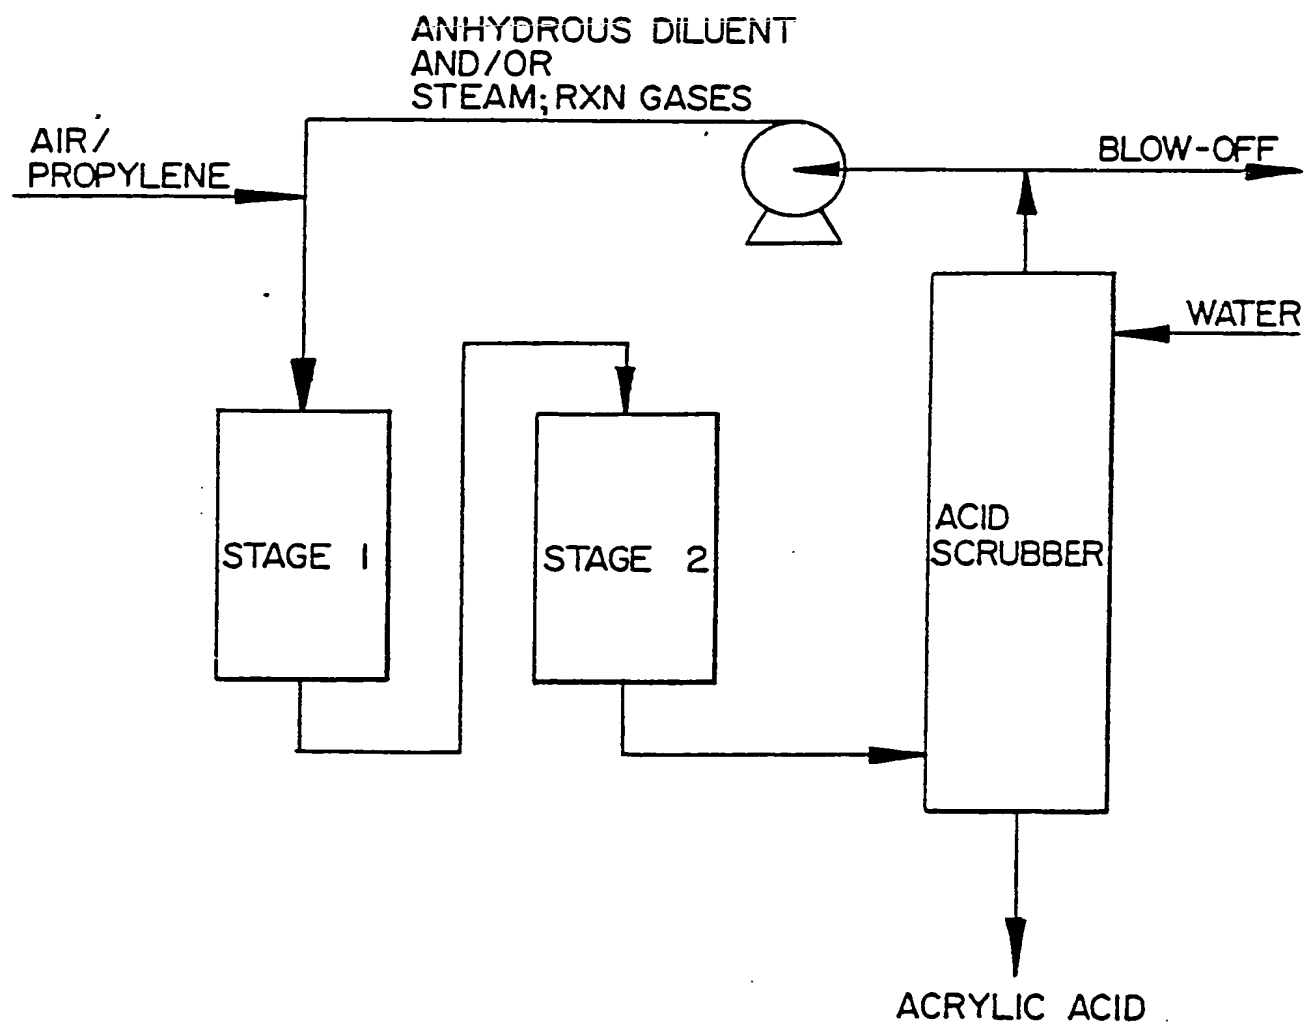 ANHYDROUS DILUENT
AND/OR
STEAM; RXN GASES
AIR/
PROPYLENE
BLOW-OFF
WATER
STAGE 1
STAGE 2
ACID
SCRUBBER
ACRYLIC ACID